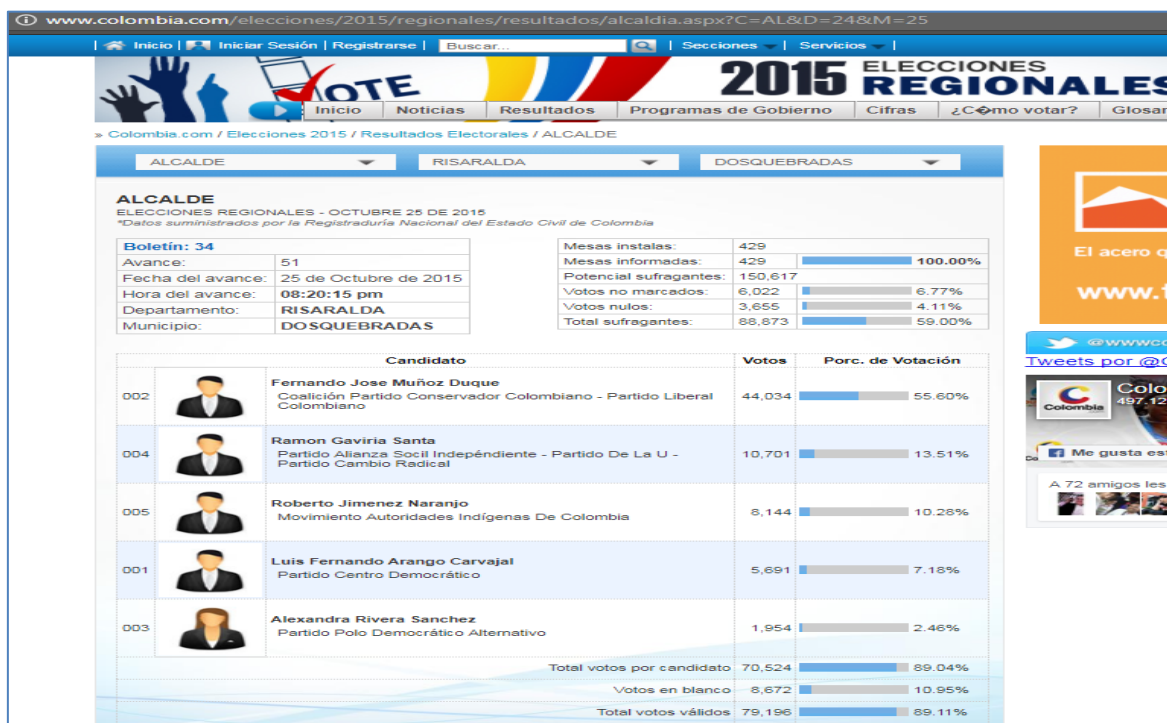 www.colombia.com/elecciones/2015/regionales/resultados/alcaldia.aspx?C=AL&D=24&M=25
| Inicio | Iniciar Sesión | Registrarse | Buscar... | Secciones | Servicios |
VOTE
2015 ELECCIONES
REGIONALES
Inicio Noticias Resultados Programas de Gobierno Cifras ¿C�mo votar? Glosar
» Colombia.com / Elecciones 2015 / Resultados Electorales / ALCALDE
ALCALDE RISARALDA DOSQUEBRADAS
ALCALDE
ELECCIONES REGIONALES - OCTUBRE 25 DE 2015
*Datos suministrados por la Registraduría Nacional del Estado Civil de Colombia
Boletín: 34
Avance: 51
Fecha del avance: 25 de Octubre de 2015
Hora del avance: 08:20:15 pm
Departamento: RISARALDA
Municipio: DOSQUEBRADAS
Mesas instalas: 429
Mesas informadas: 429 100.00%
Potencial sufragantes: 150,617
Votos no marcados: 6,022 6.77%
Votos nulos: 3,655 4.11%
Total sufragantes: 88,873 59.00%
Candidato Votos Porc. de Votación
002
Fernando Jose Muñoz Duque
Coalición Partido Conservador Colombiano - Partido Liberal
Colombiano
44,034 55.60%
004
Ramon Gaviria Santa
Partido Alianza Socil Indepéndiente - Partido De La U -
Partido Cambio Radical
10,701 13.51%
005
Roberto Jimenez Naranjo
Movimiento Autoridades Indígenas De Colombia
8,144 10.28%
001
Luis Fernando Arango Carvajal
Partido Centro Democrático
5,691 7.18%
003
Alexandra Rivera Sanchez
Partido Polo Democrático Alternativo
1,954 2.46%
Total votos por candidato 70,524 89.04%
Votos en blanco 8,672 10.95%
Total votos válidos 79,196 89.11%
El acero q
www.f
@wwwco
Tweets por @C
Colo
497.12
Colombia
Me gusta est
A 72 amigos les